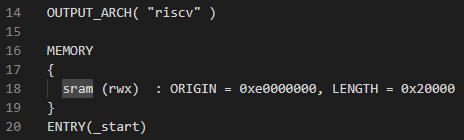 14 OUTPUT_ARCH( "riscv" )
15
16 MEMORY
17 {
18 sram (rwx)  : ORIGIN = 0xe0000000, LENGTH = 0x20000
19 }
20 ENTRY(_start)